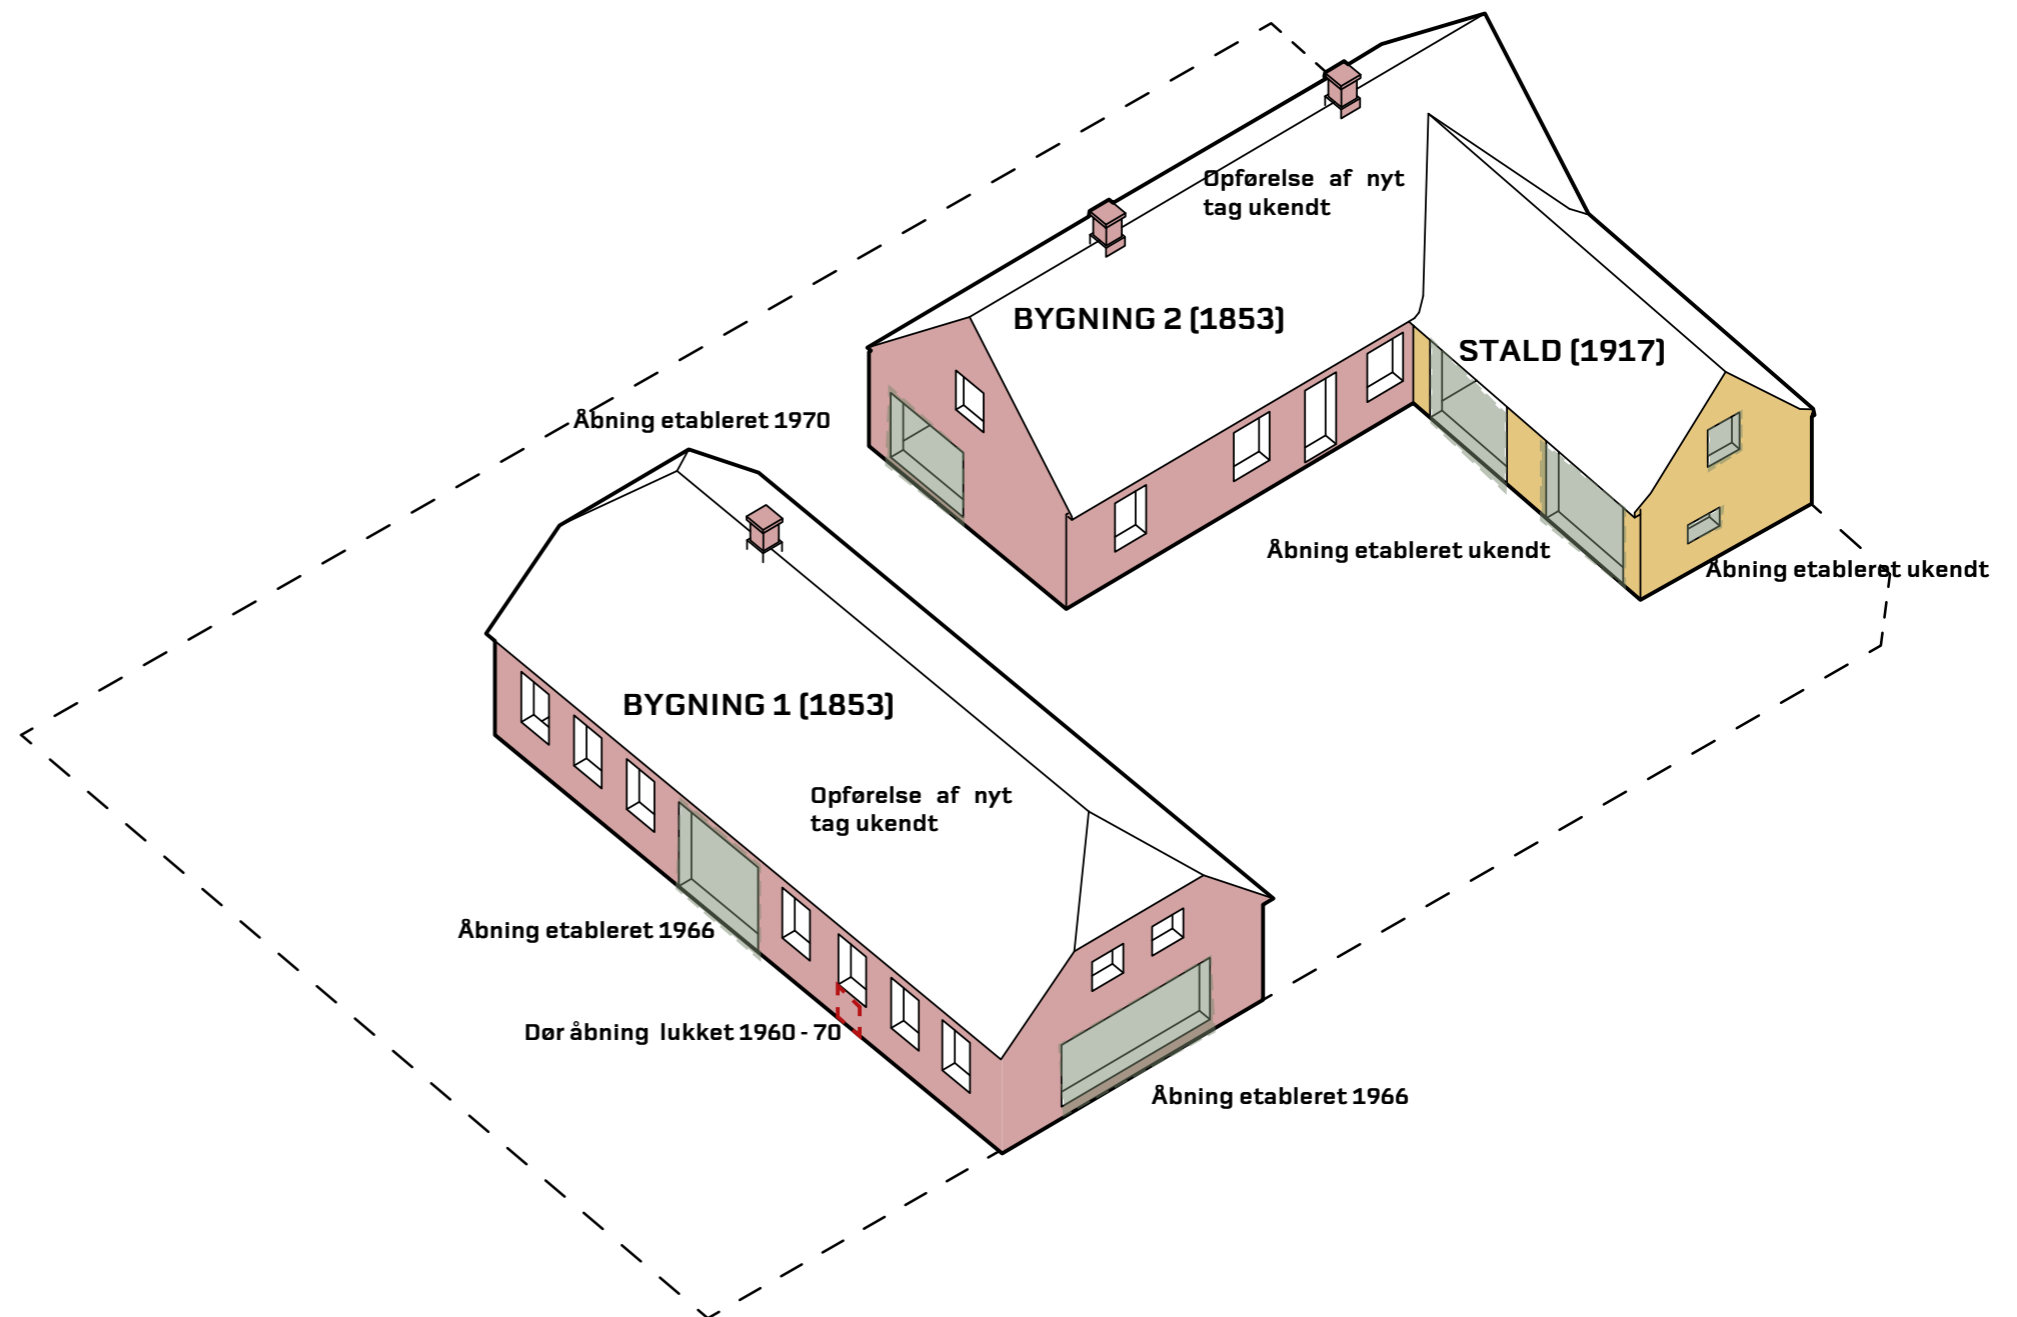 Opførelse af nyt
tag ukendt
BYGNING 2 (1853)
STALD (1917)
Åbning etableret 1970
Åbning etableret ukendt
Åbning etableret ukendt
BYGNING 1 (1853)
Opførelse af nyt
tag ukendt
Åbning etableret 1966
Dør åbning lukket 1960 - 70
Åbning etableret 1966